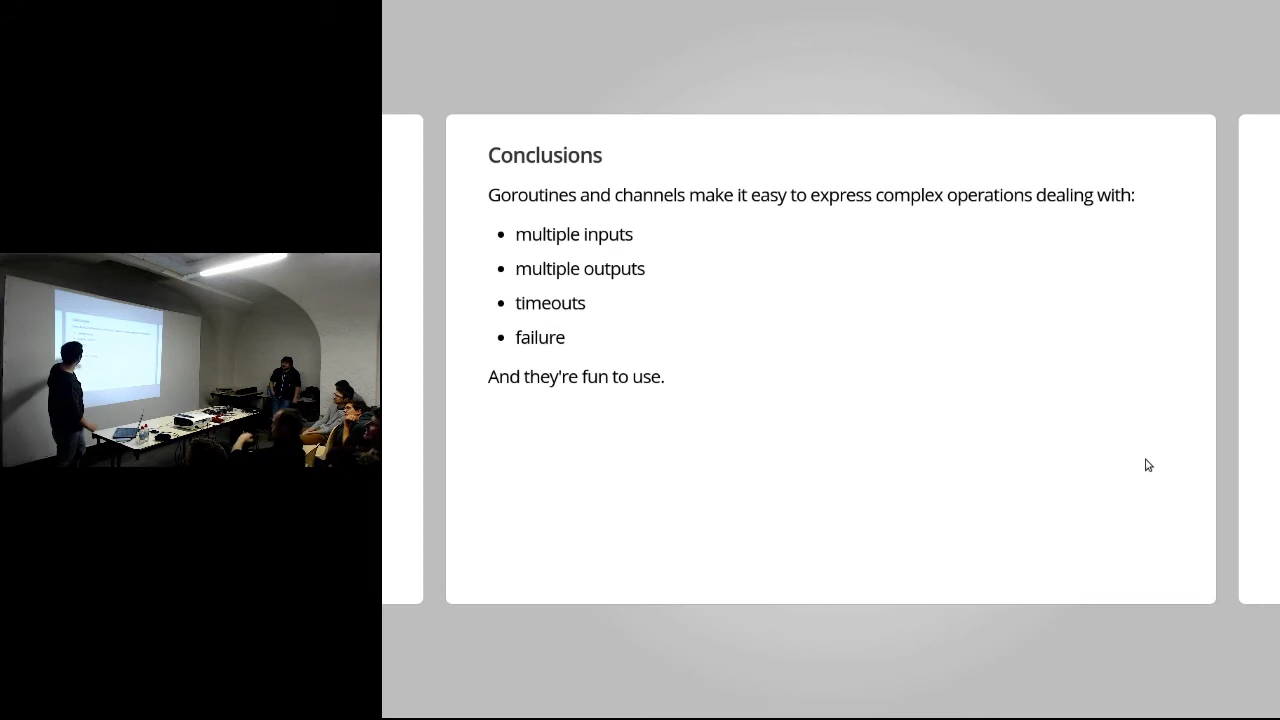 Conclusions
Goroutines and channels make it easy to express complex operations dealing with:
multiple inputs
multiple outputs
timeouts
failure
And they're fun to use.